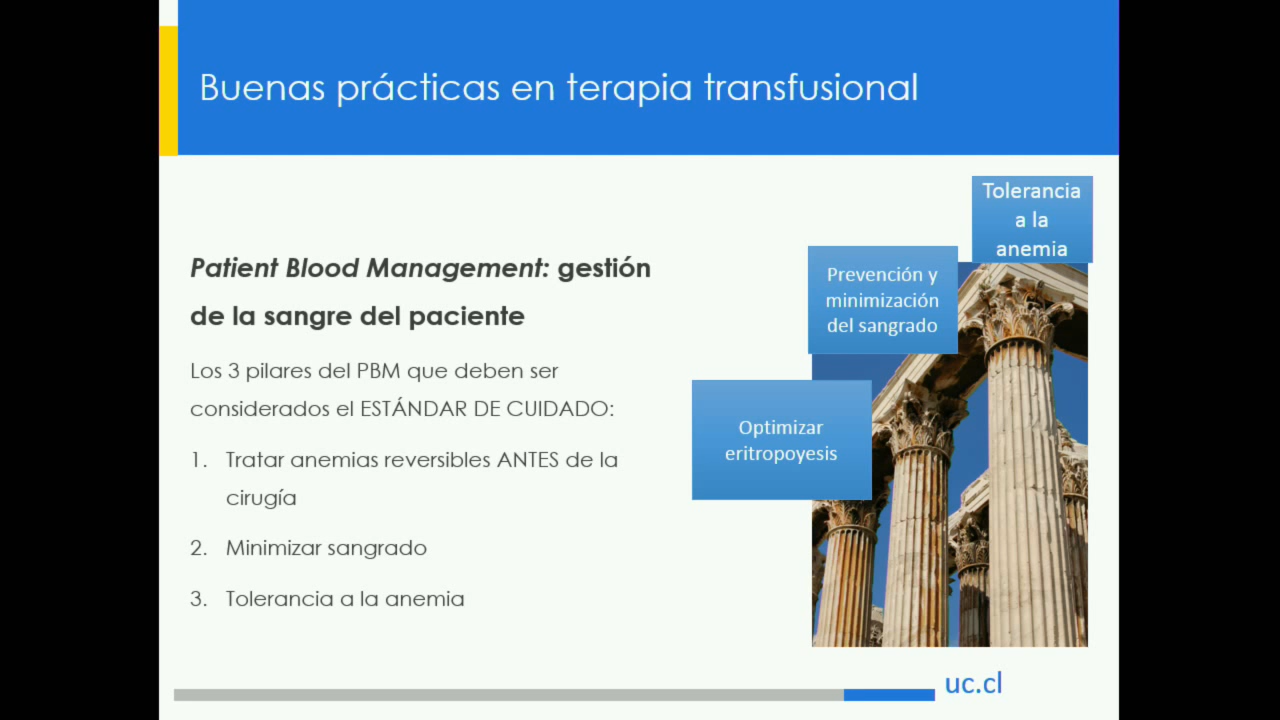 Buenas prácticas en terapia transfusional
Patient Blood Management: gestión
de la sangre del paciente
Los 3 pilares del PBM que deben ser
considerados el ESTÁNDAR DE CUIDADO:
1. Tratar anemias reversibles ANTES de la
cirugía
2. Minimizar sangrado
3. Tolerancia a la anemia
Tolerancia
a la
anemia
Prevención y
minimización
del sangrado
Optimizar
eritropoyesis
uc.cl